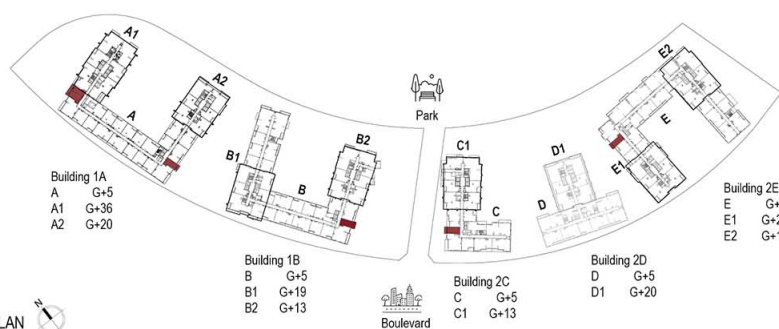 A1
A2
A
Building 1A
A G+5
A1 G+36
A2 G+20
B1
B2
B
Building 1B
B G+5
B1 G+19
B2 G+13
Park
Boulevard
C1
C
Building 2C
C G+5
C1 G+13
D1
D
Building 2D
D G+5
D1 G+20
E2
E
E1
Building 2E
E G+
E1 G+2
E2 G+1
LAN
N